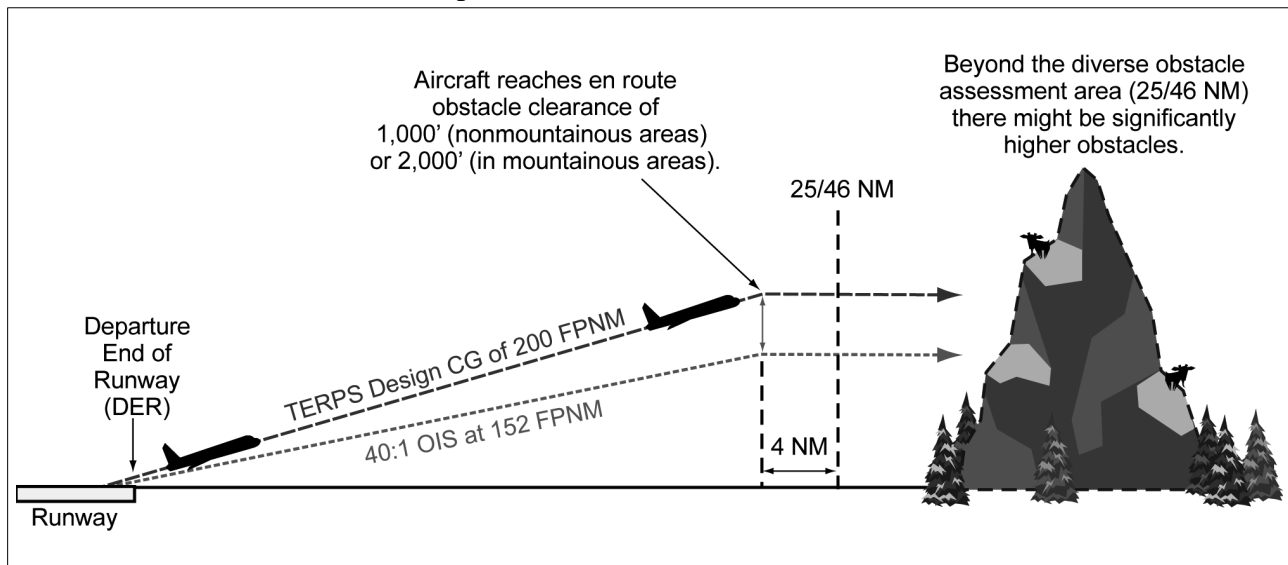 Aircraft reaches en route
obstacle clearance of
1,000’ (nonmountainous areas)
or 2,000’ (in mountainous areas).
Beyond the diverse obstacle
assessment area (25/46 NM)
there might be significantly
higher obstacles.
25/46 NM
Departure
End of
Runway
(DER)
TERPS Design CG of 200 FPNM
40:1 OIS at 152 FPNM
4 NM
Runway